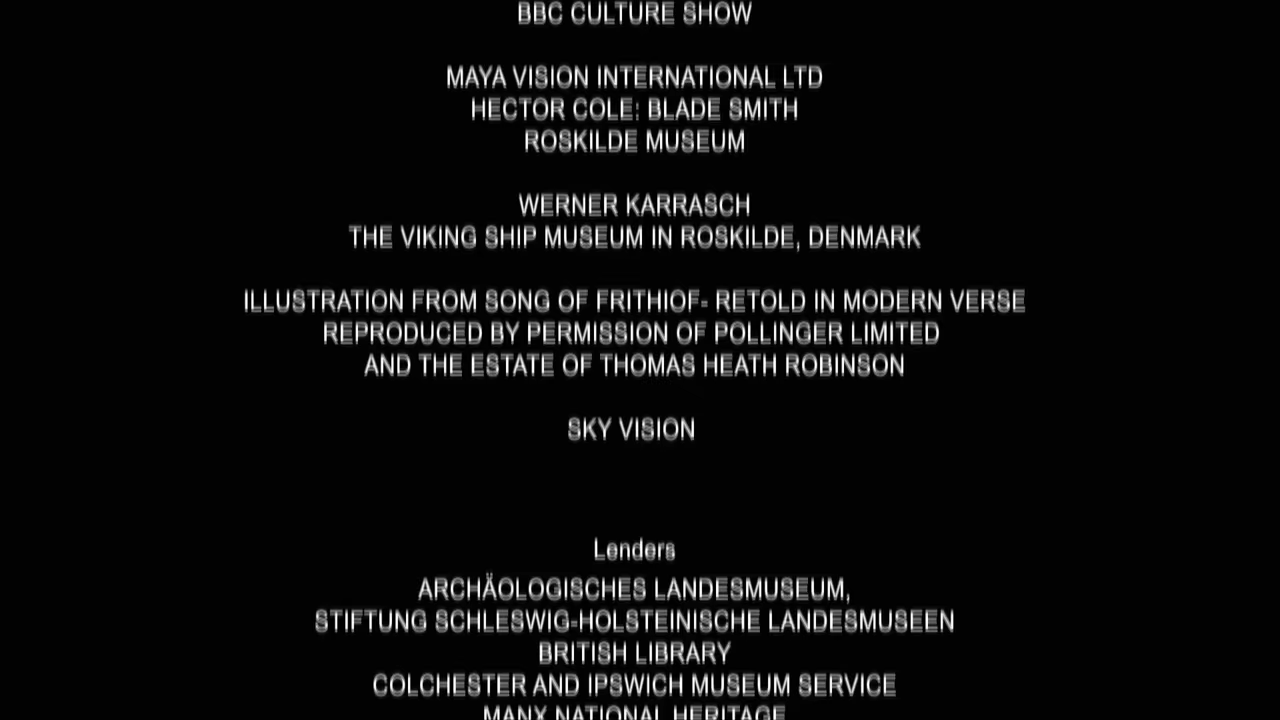 BBC CULTURE SHOW
MAYA VISION INTERNATIONAL LTD
HECTOR COLE: BLADE SMITH
ROSKILDE MUSEUM
WERNER KARRASCH
THE VIKING SHIP MUSEUM IN ROSKILDE, DENMARK
ILLUSTRATION FROM SONG OF FRITHIOF- RETOLD IN MODERN VERSE
REPRODUCED BY PERMISSION OF POLLINGER LIMITED
AND THE ESTATE OF THOMAS HEATH ROBINSON
SKY VISION
Lenders
ARCHÄOLOGISCHES LANDESMUSEUM,
STIFTUNG SCHLESWIG-HOLSTEINISCHE LANDESMUSEEN
BRITISH LIBRARY
COLCHESTER AND IPSWICH MUSEUM SERVICE
MANX NATIONAL HERITAGE